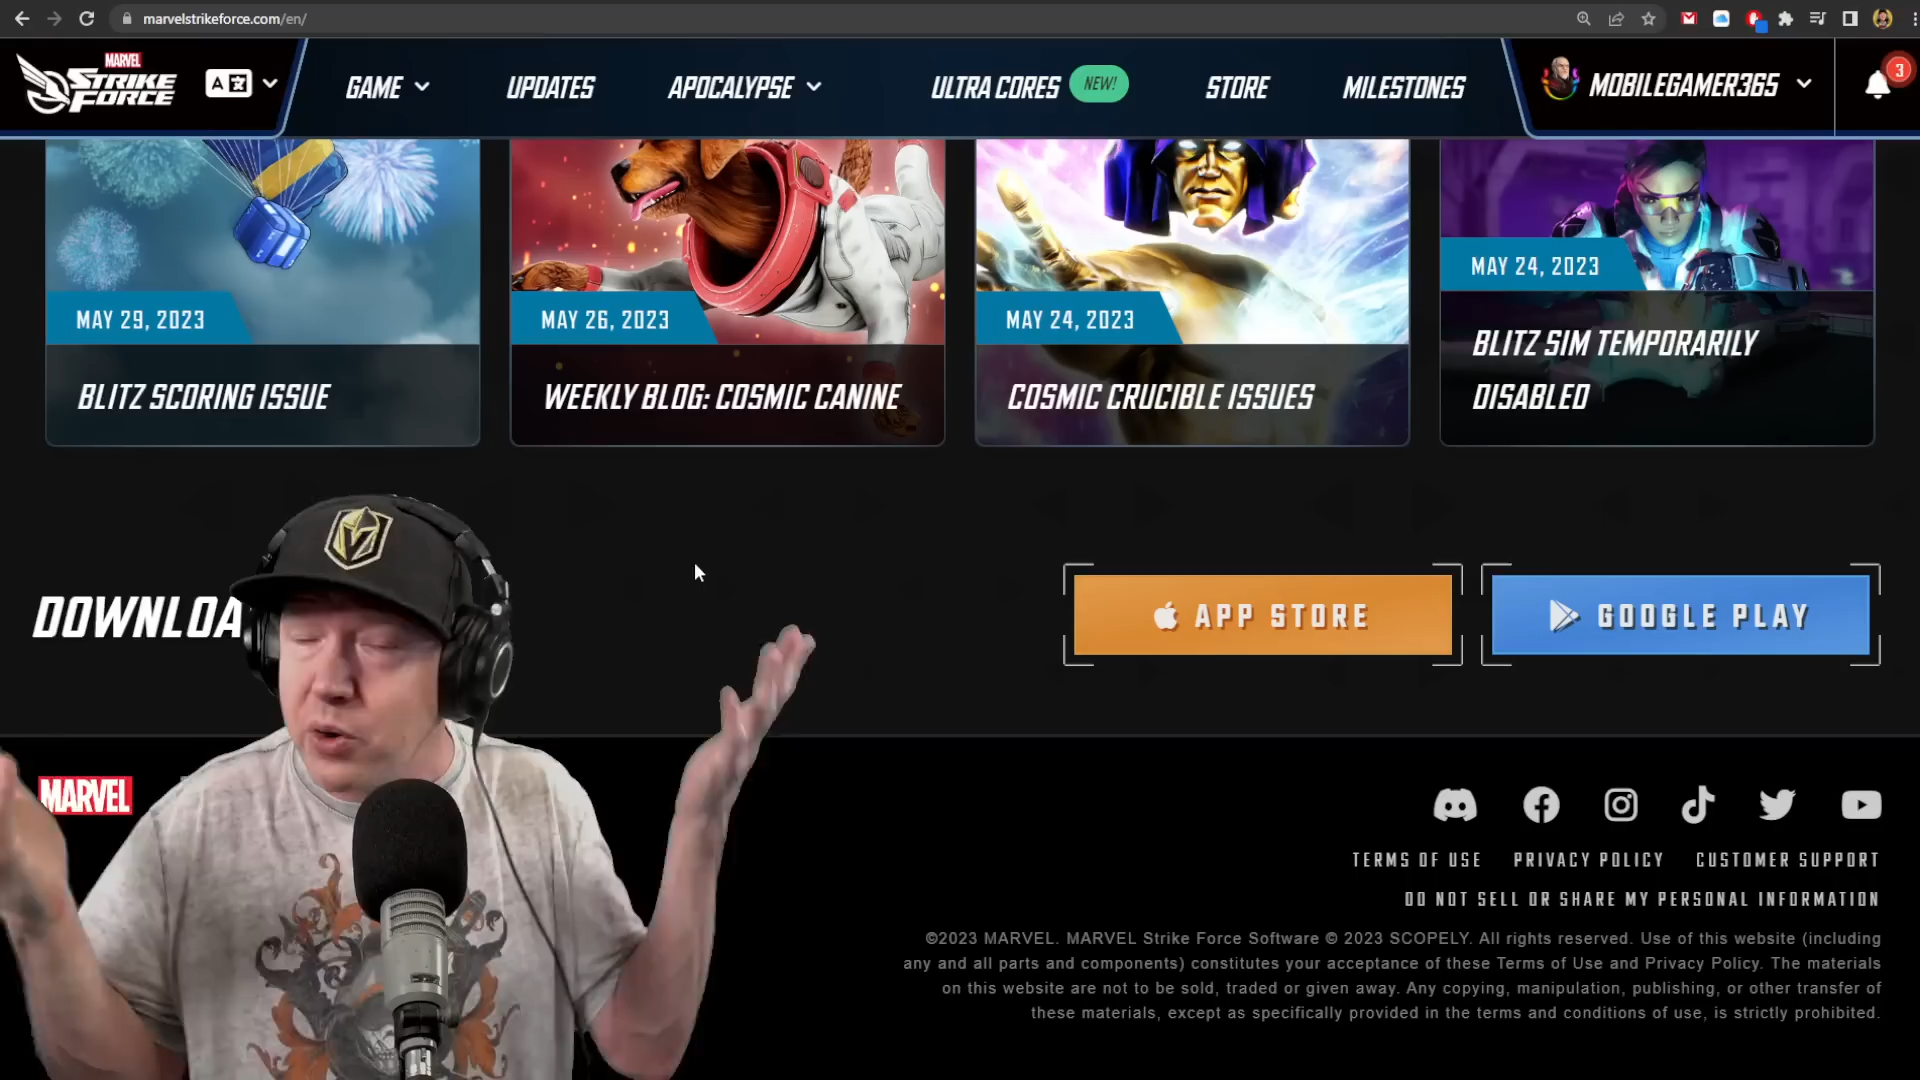 marvelstrikeforce.com/en/
MARVEL
STRIKE
FORCE
GAME
UPDATES
APOCALYPSE
ULTRA CORES
NEW!
STORE
MILESTONES
MOBILEGAMER365
3
MAY 29, 2023
BLITZ SCORING ISSUE
MAY 26, 2023
WEEKLY BLOG: COSMIC CANINE
MAY 24, 2023
COSMIC CRUCIBLE ISSUES
MAY 24, 2023
BLITZ SIM TEMPORARILY
DISABLED
DOWNLOA
APP STORE
GOOGLE PLAY
MARVEL
TERMS OF USE PRIVACY POLICY CUSTOMER SUPPORT
DO NOT SELL OR SHARE MY PERSONAL INFORMATION
©2023 MARVEL. MARVEL Strike Force Software © 2023 SCOPELY. All rights reserved. Use of this website (including
any and all parts and components) constitutes your acceptance of these Terms of Use and Privacy Policy. The materials
on this website are not to be sold, traded or given away. Any copying, manipulation, publishing, or other transfer of
these materials, except as specifically provided in the terms and conditions of use, is strictly prohibited.